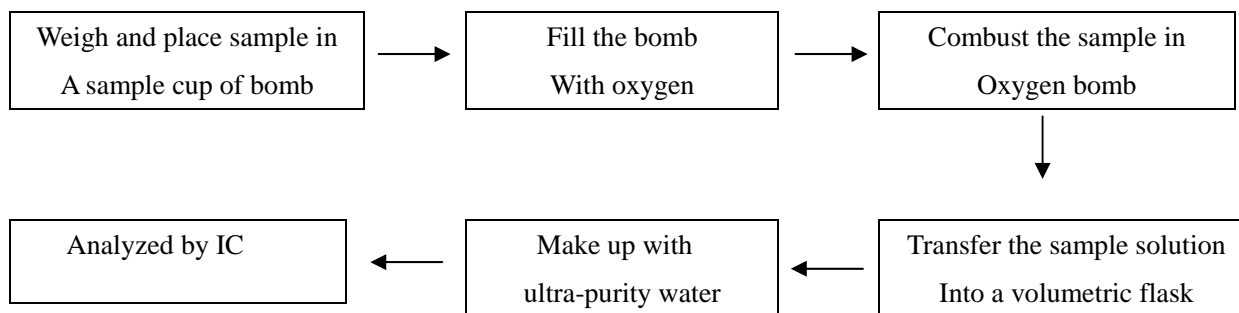 Weigh and place sample in
A sample cup of bomb
Fill the bomb
With oxygen
Combust the sample in
Oxygen bomb
Transfer the sample solution
Into a volumetric flask
Make up with
ultra-purity water
Analyzed by IC